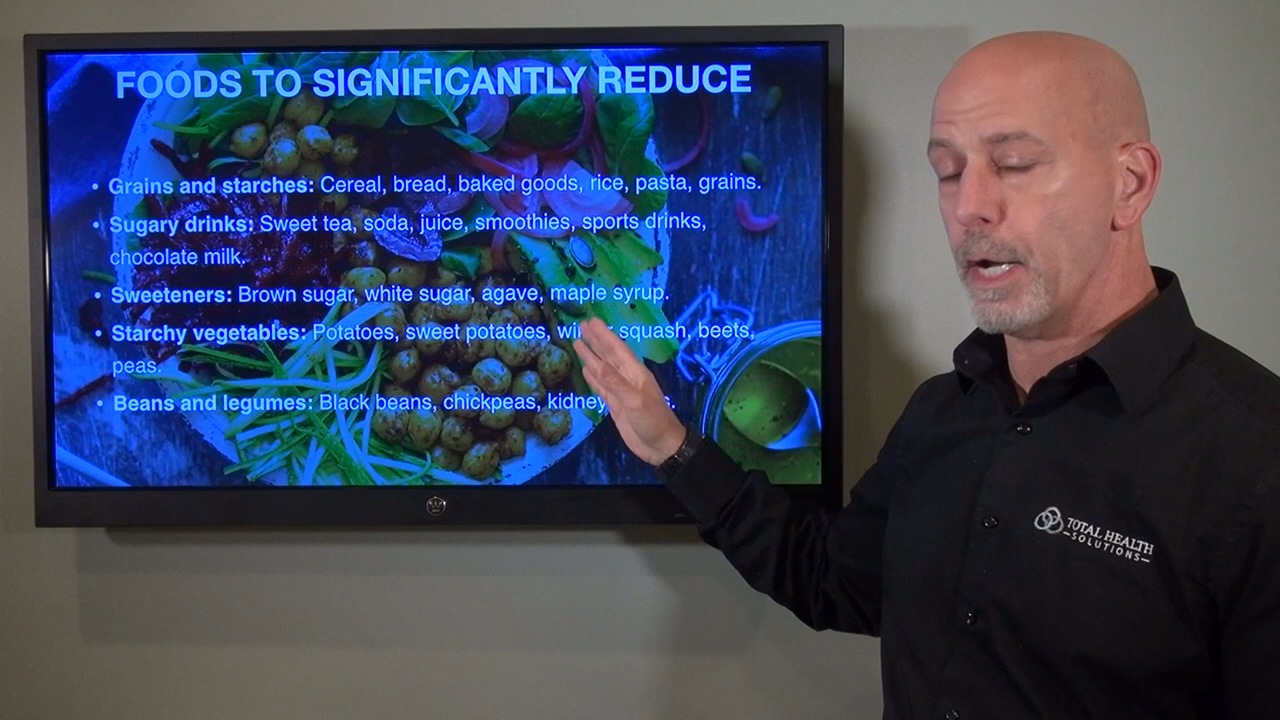 FOODS TO SIGNIFICANTLY REDUCE
• Grains and starches: Cereal, bread, baked goods, rice, pasta, grains.
• Sugary drinks: Sweet tea, soda, juice, smoothies, sports drinks,
chocolate milk.
• Sweeteners: Brown sugar, white sugar, agave, maple syrup.
• Starchy vegetables: Potatoes, sweet potatoes, squash, beets,
peas.
• Beans and legumes: Black beans, chickpeas, kidney
W
TOTAL HEALTH
—SOLUTIONS—